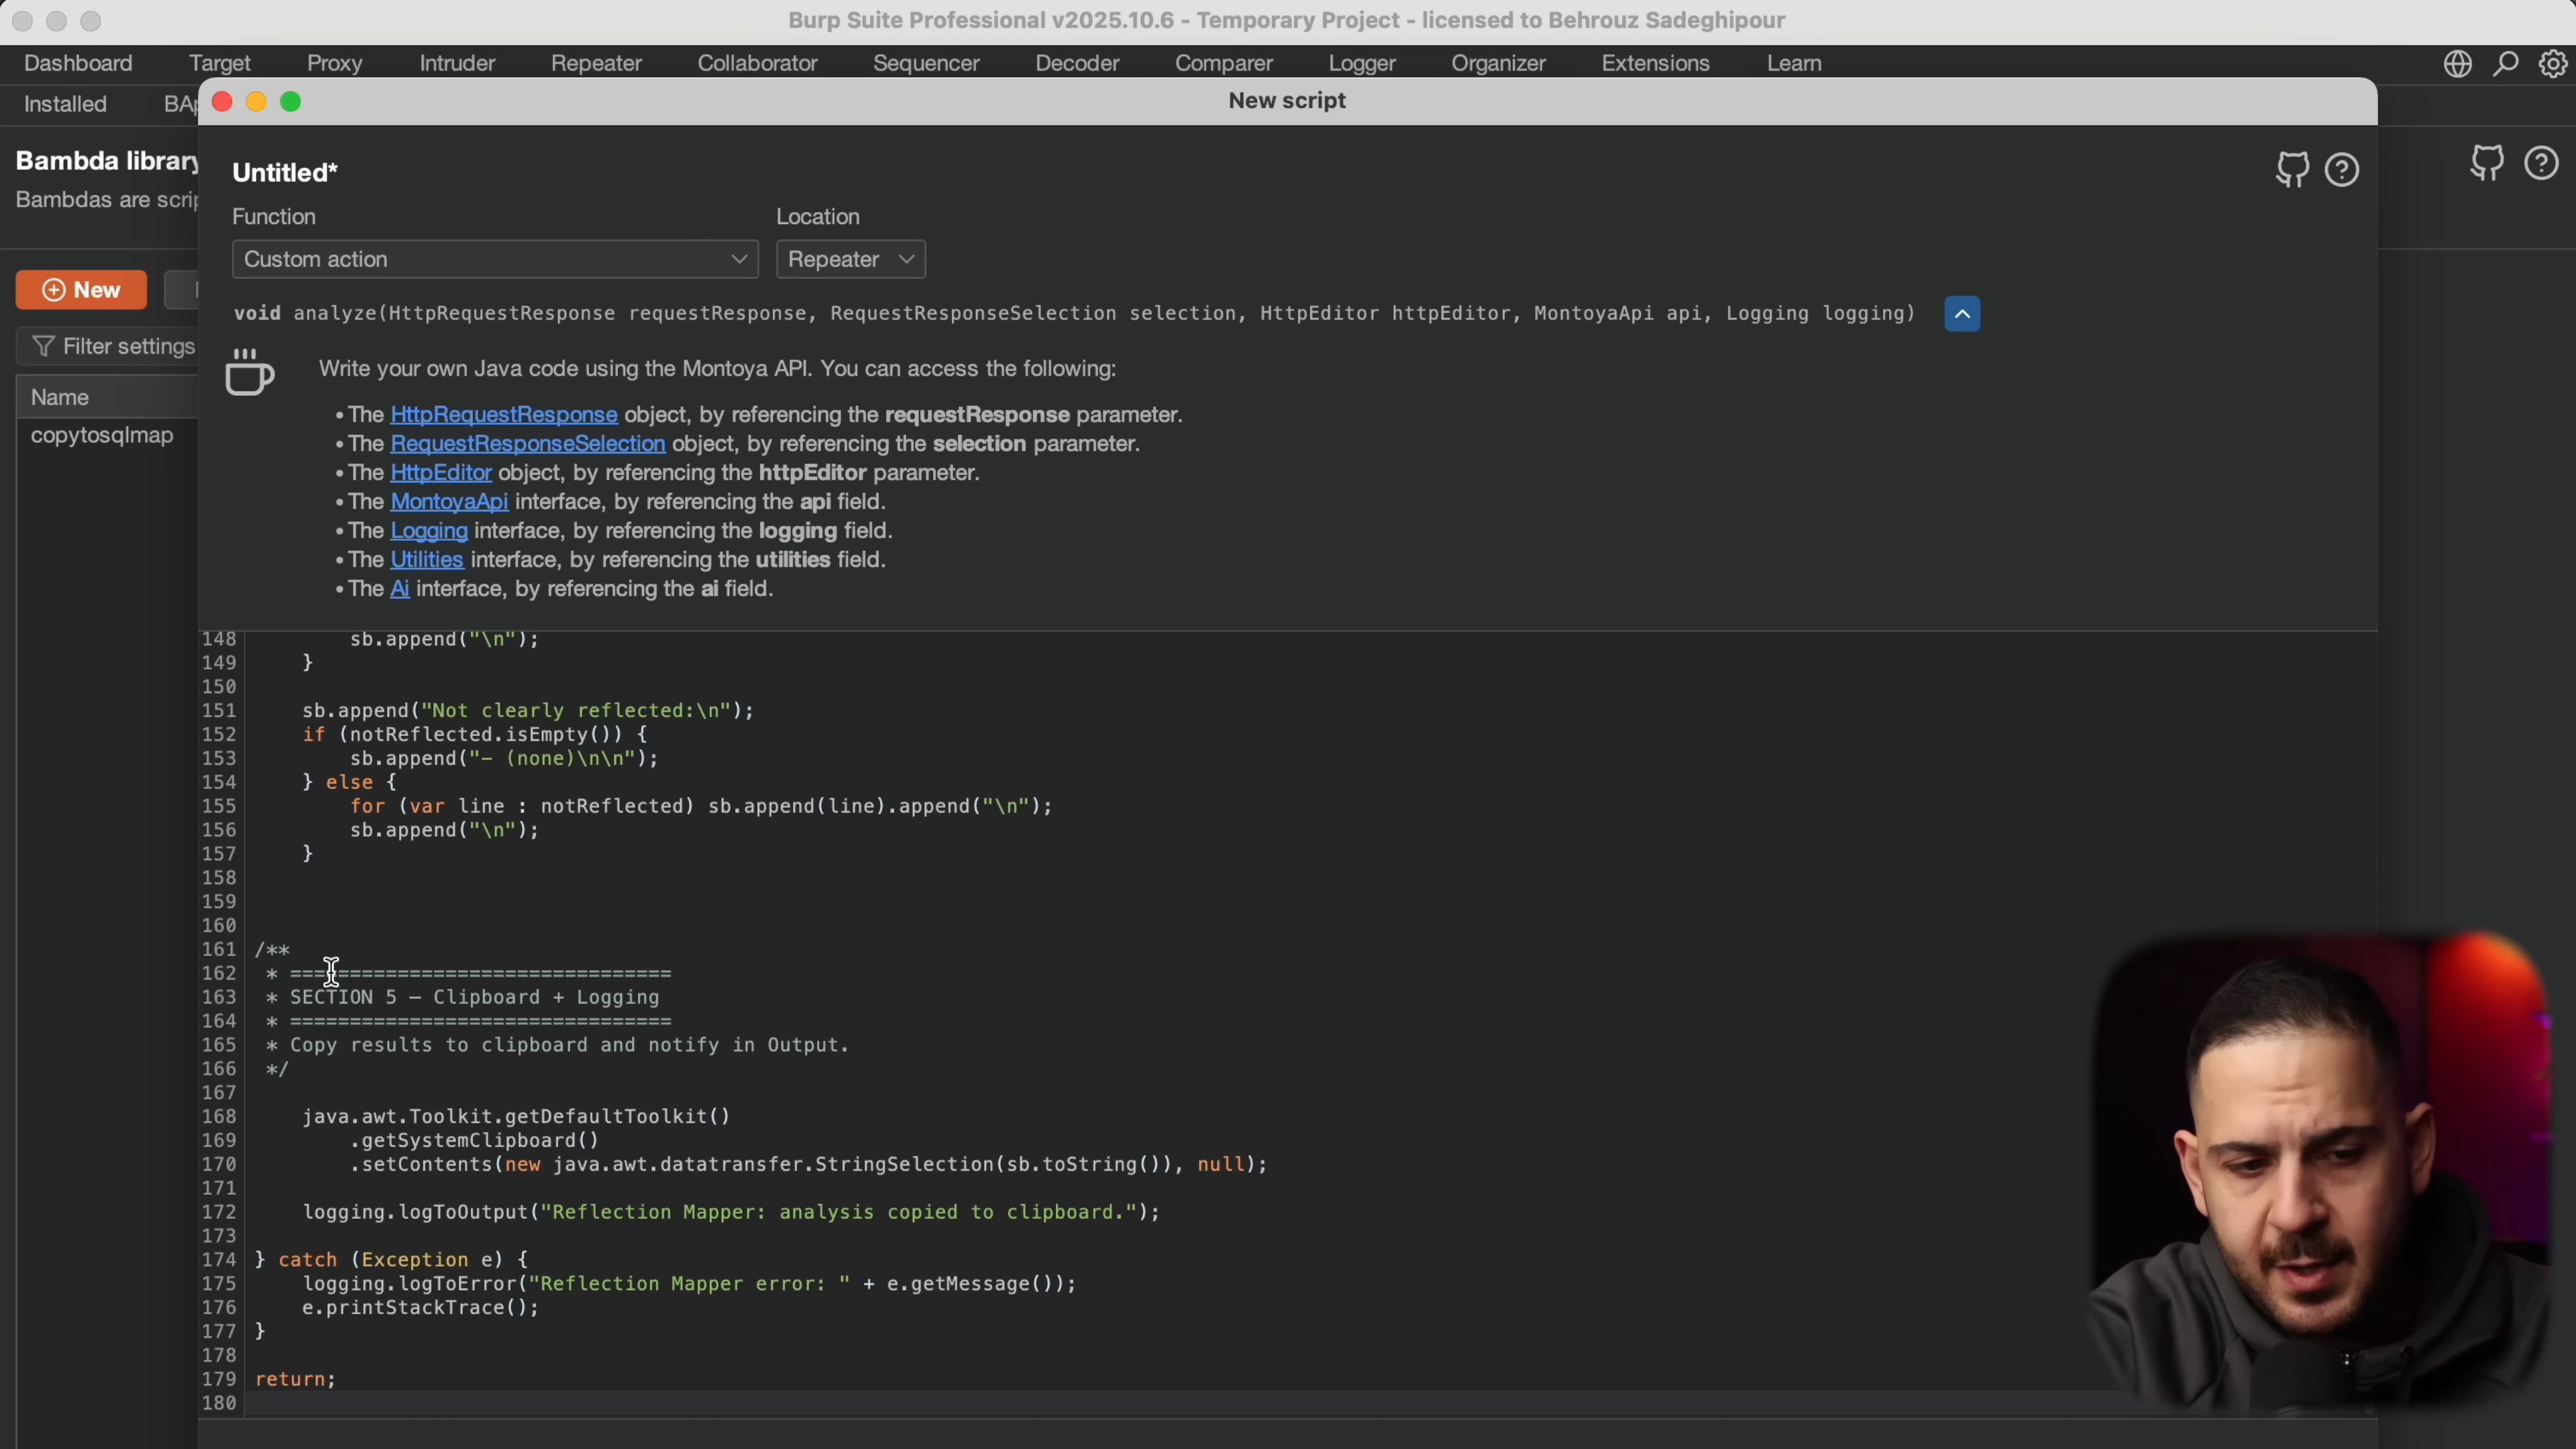 Burp Suite Professional v2025.10.6 - Temporary Project - licensed to Behrouz Sadeghipour
Dashboard Target Proxy Intruder Repeater Collaborator Sequencer Decoder Comparer Logger Organizer Extensions Learn
Installed
New script
Bambda library
Bambdas are
Untitled*
Function Location
Custom action Repeater
New
void analyze(HttpRequestResponse requestResponse, RequestResponseSelection selection, HttpEditor httpEditor, MontoyaApi api, Logging logging)
Filter settings
Write your own Java code using the Montoya API. You can access the following:
Name
copytosqlmap
• The HttpRequestResponse object, by referencing the requestResponse parameter.
• The RequestResponseSelection object, by referencing the selection parameter.
• The HttpEditor object, by referencing the httpEditor parameter.
• The MontoyaApi interface, by referencing the api field.
• The Logging interface, by referencing the logging field.
• The Utilities interface, by referencing the utilities field.
• The Ai interface, by referencing the ai field.
148 sb.append("\n");
149 }
150
151 sb.append("Not clearly reflected:\n");
152 if (notReflected.isEmpty()) {
153 sb.append("– (none)\n\n");
154 } else {
155 for (var line : notReflected) sb.append(line).append("\n");
156 sb.append("\n");
157 }
158
159
160
161 /**
162 * ================================
163 * SECTION 5 – Clipboard + Logging
164 * ================================
165 * Copy results to clipboard and notify in Output.
166 */
167
168 java.awt.Toolkit.getDefaultToolkit()
169 .getSystemClipboard()
170 .setContents(new java.awt.datatransfer.StringSelection(sb.toString()), null);
171
172 logging.logToOutput("Reflection Mapper: analysis copied to clipboard.");
173
174 } catch (Exception e) {
175 logging.logToError("Reflection Mapper error: " + e.getMessage());
176 e.printStackTrace();
177 }
178
179 return;
180